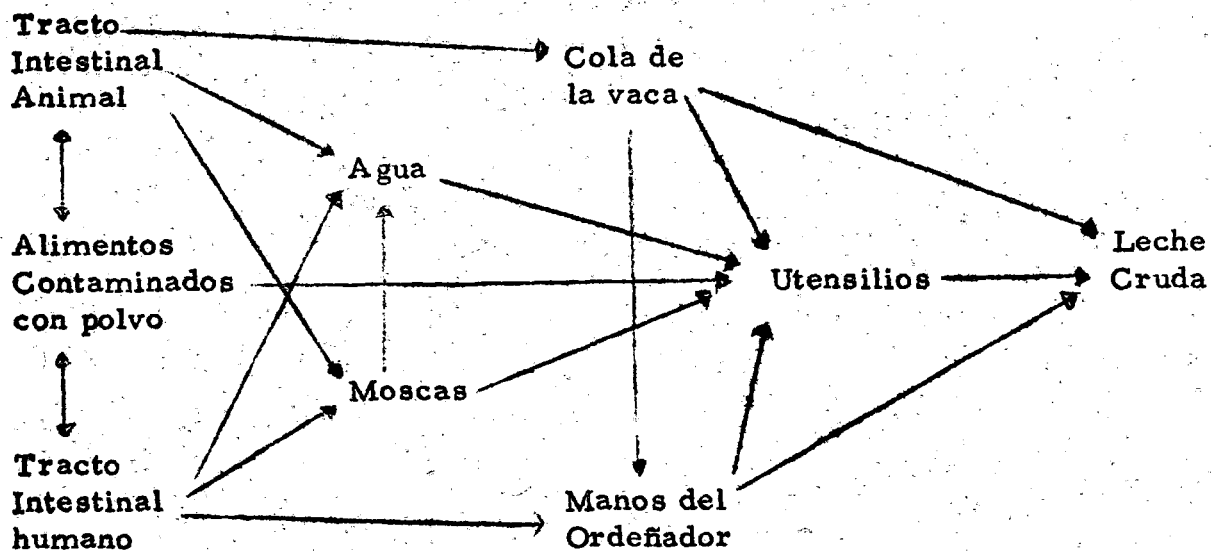 Tracto
Intestinal
Animal
Cola de
la vaca
Agua
Alimentos
Contaminados
con polvo
Utensilios
Leche
Cruda
Moscas
Tracto
Intestinal
humano
Manos del
Ordeñador